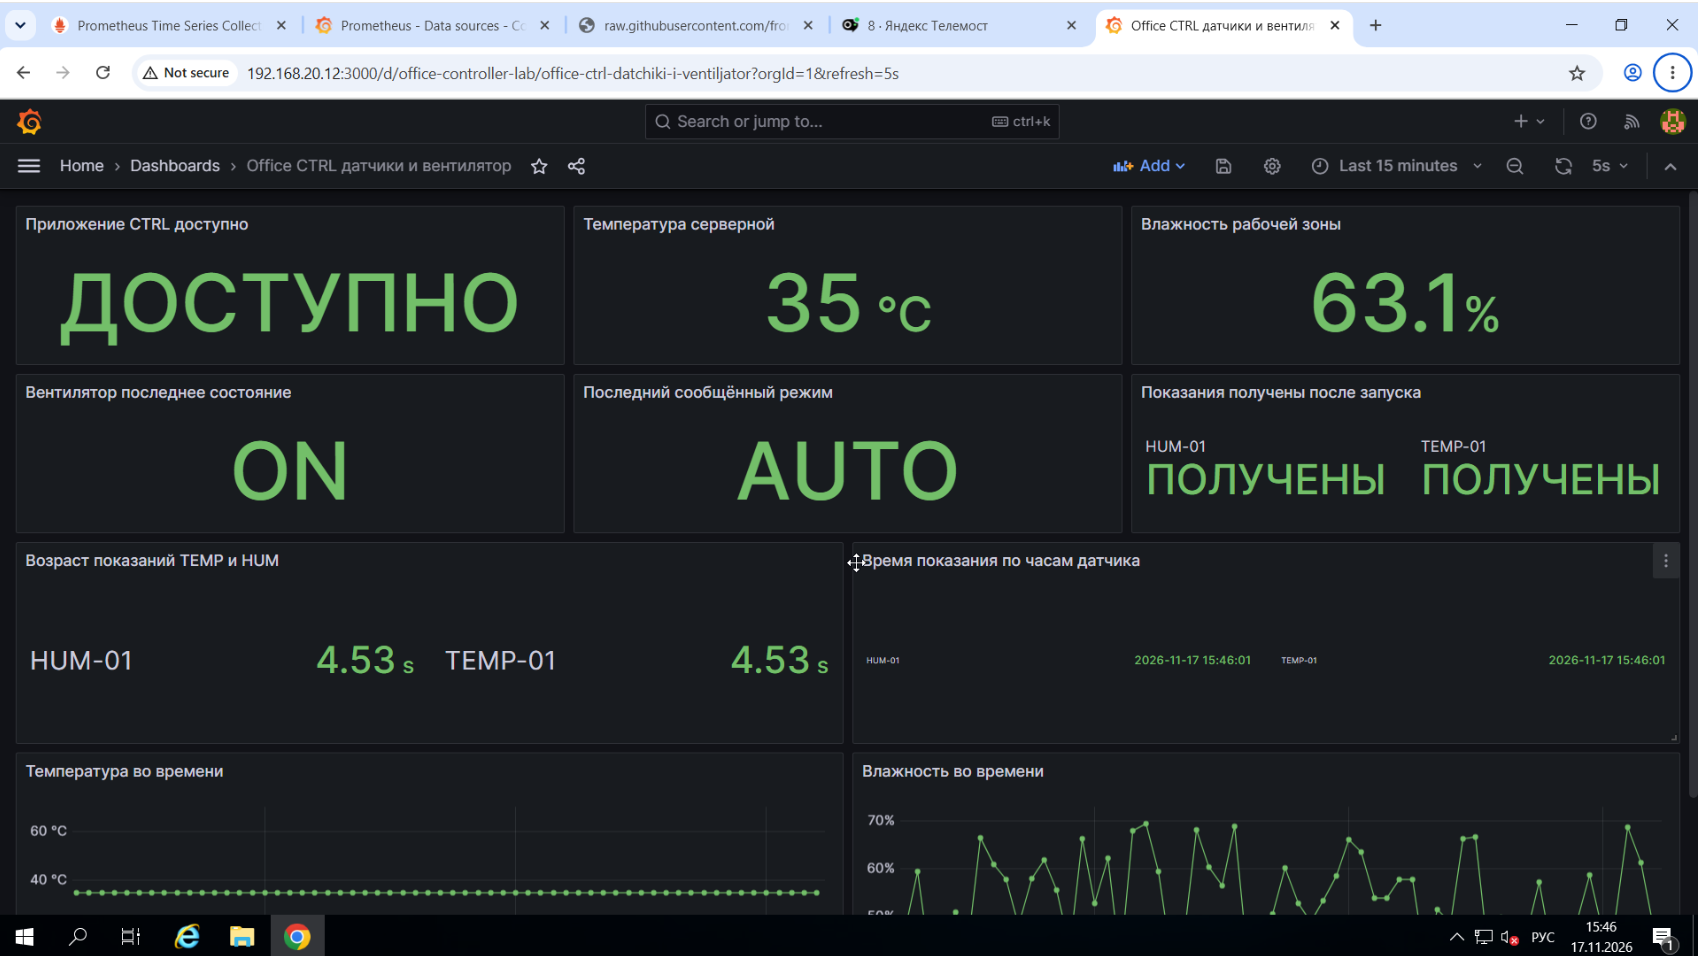 Prometheus Time Series Collect
Prometheus - Data sources - Co
raw.githubusercontent.com/fro
8 · Яндекс Телемост
Office CTRL датчики и вентиля
Not secure
192.168.20.12:3000/d/office-controller-lab/office-ctrl-datchiki-i-ventiljator?orgId=1&refresh=5s
Search or jump to...
ctrl+k
Home › Dashboards › Office CTRL датчики и вентилятор
Add
Last 15 minutes
5s
Приложение CTRL доступно
ДОСТУПНО
Температура серверной
35 °C
Влажность рабочей зоны
63.1%
Вентилятор последнее состояние
ON
Последний сообщённый режим
AUTO
Показания получены после запуска
HUM-01
ПОЛУЧЕНЫ
TEMP-01
ПОЛУЧЕНЫ
Возраст показаний TEMP и HUM
HUM-01
4.53 s
TEMP-01
4.53 s
Время показания по часам датчика
HUM-01
2026-11-17 15:46:01
TEMP-01
2026-11-17 15:46:01
Температура во времени
60 °C
40 °C
Влажность во времени
70%
60%
50%
РУС
15:46
17.11.2026
1